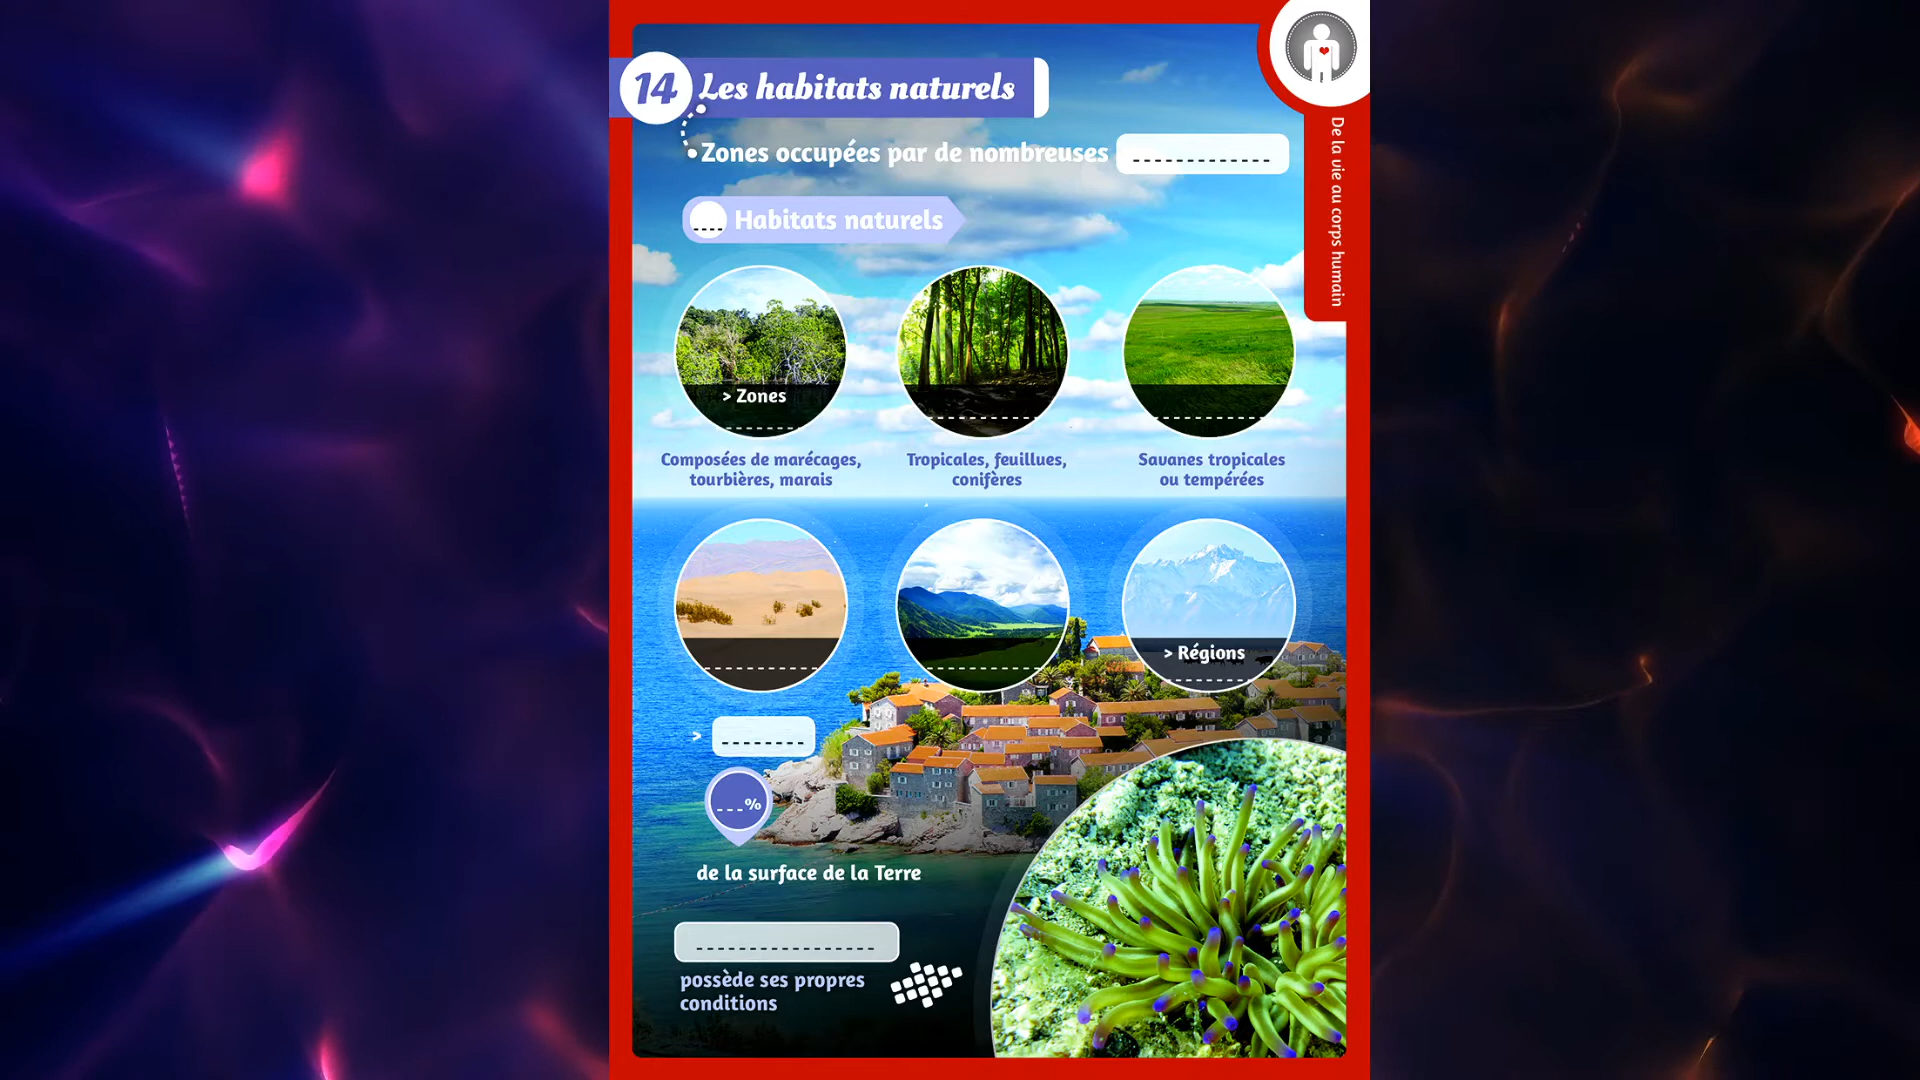 14 Les habitats naturels
• Zones occupées par de nombreuses
Habitats naturels
> Zones
Composées de marécages,
tourbières, marais
Tropicales, feuillues,
conifères
Savanes tropicales
ou tempérées
> Régions
>
%
de la surface de la Terre
possède ses propres
conditions
De la vie au corps humain